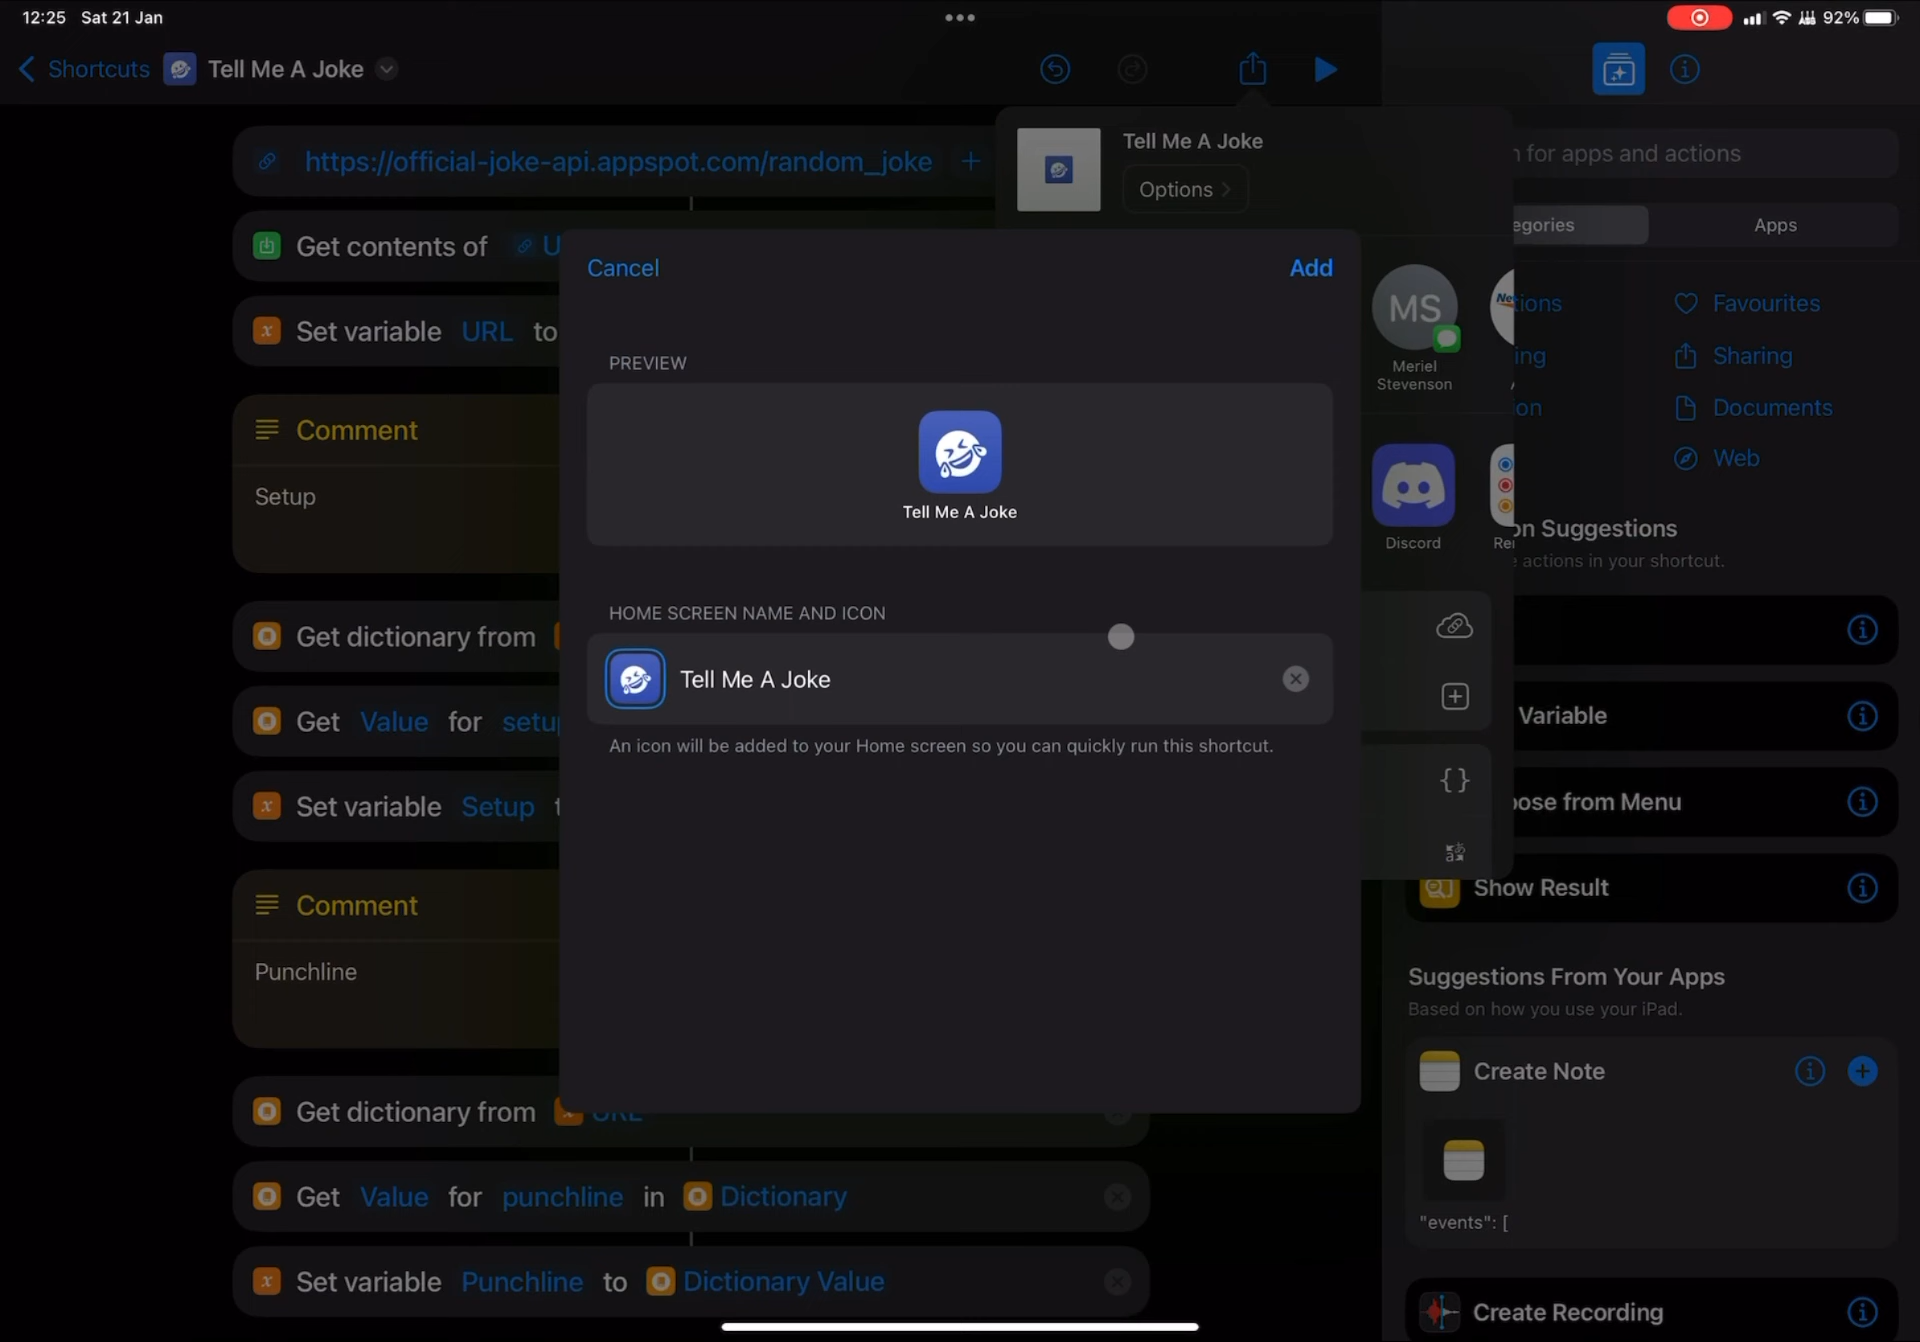 12:25 Sat 21 Jan
92%
Shortcuts Tell Me A Joke
https://official-joke-api.appspot.com/random_joke
Get contents of
Set variable URL to
Comment
Setup
Get dictionary from
Get Value for
Set variable Setup
Comment
Punchline
Get dictionary from URL
Get Value for punchline in Dictionary
Set variable Punchline to Dictionary Value
Tell Me A Joke
Options
MS
Meriel
Stevenson
Discord
Cancel
Add
PREVIEW
Tell Me A Joke
HOME SCREEN NAME AND ICON
Tell Me A Joke
An icon will be added to your Home screen so you can quickly run this shortcut.
for apps and actions
Apps
Favourites
Sharing
Documents
Web
Suggestions
actions in your shortcut.
Variable
from Menu
Show Result
Suggestions From Your Apps
Based on how you use your iPad.
Create Note
"events": [
Create Recording